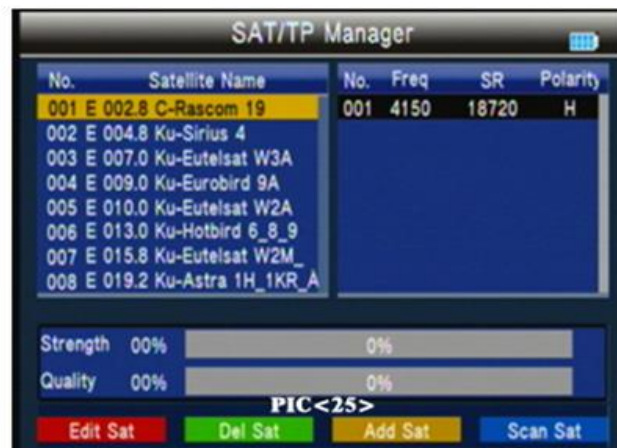 SAT/TP Manager
No. Satellite Name
001 E 002.8 C-Rascom 19
002 E 004.8 Ku-Sirius 4
003 E 007.0 Ku-Eutelsat W3A
004 E 009.0 Ku-Eurobird 9A
005 E 010.0 Ku-Eutelsat W2A
006 E 013.0 Ku-Hotbird 6_8_9
007 E 015.8 Ku-Eutelsat W2M_
008 E 019.2 Ku-Astra 1H_1KR_A
No. Freq SR Polarity
001 4150 18720 H
Strength 00% 0%
Quality 00% 0%
PIC<25>
Edit Sat Del Sat Add Sat Scan Sat